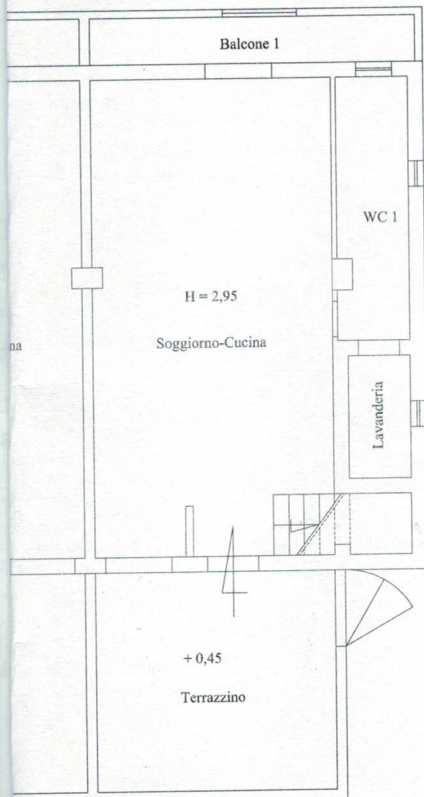 Balcone 1
WC 1
H = 2,95
Soggiorno-Cucina
na
Lavanderia
+ 0,45
Terrazzino